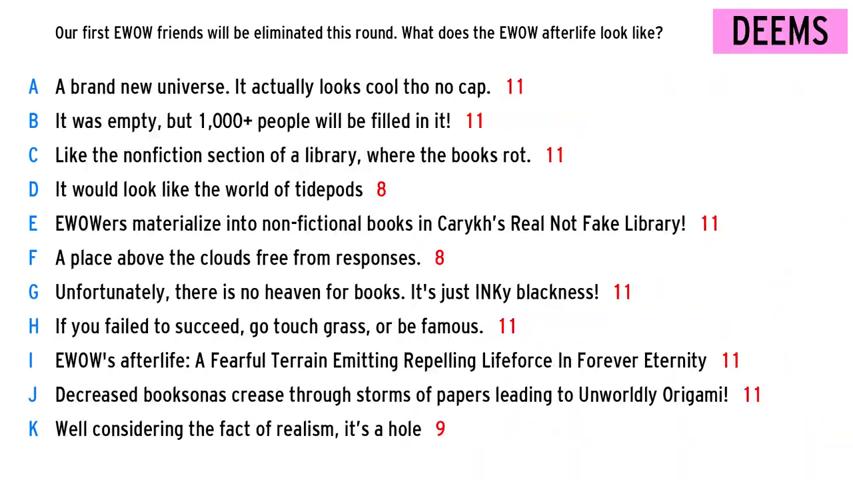 Our first EWOW friends will be eliminated this round. What does the EWOW afterlife look like?
DEEMS
A A brand new universe. It actually looks cool tho no cap. 11
B It was empty, but 1,000+ people will be filled in it! 11
C Like the nonfiction section of a library, where the books rot. 11
D It would look like the world of tidepods 8
E EWOWers materialize into non-fictional books in Carykh's Real Not Fake Library! 11
F A place above the clouds free from responses. 8
G Unfortunately, there is no heaven for books. It's just INKy blackness! 11
H If you failed to succeed, go touch grass, or be famous. 11
I EWOW's afterlife: A Fearful Terrain Emitting Repelling Lifeforce In Forever Eternity 11
J Decreased booksonas crease through storms of papers leading to Unworldly Origami! 11
K Well considering the fact of realism, it's a hole 9